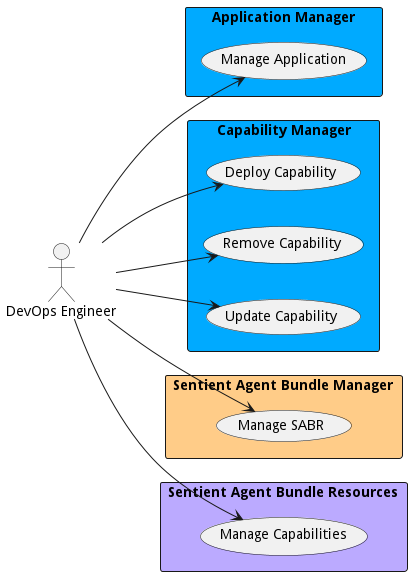 Application Manager
Manage Application
Capability Manager
Deploy Capability
Remove Capability
DevOps Engineer
Update Capability
Sentient Agent Bundle Manager
Manage SABR
Sentient Agent Bundle Resources
Manage Capabilities